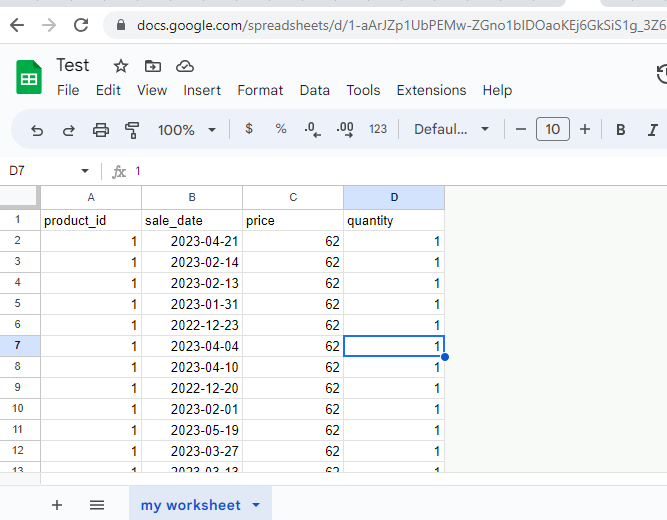 docs.google.com/spreadsheets/d/1-aArJZp1UbPEMw-ZGno1bIDOaoKEj6GkSiS1g_3Z6
Test
File Edit View Insert Format Data Tools Extensions Help
100% $ % .0 .00 123 Defaul... 10 B I
D7 fx 1
A B C D
1 product_id sale_date price quantity
2 1 2023-04-21 62 1
3 1 2023-02-14 62 1
4 1 2023-02-13 62 1
5 1 2023-01-31 62 1
6 1 2022-12-23 62 1
7 1 2023-04-04 62 1
8 1 2023-04-10 62 1
9 1 2022-12-20 62 1
10 1 2023-02-01 62 1
11 1 2023-05-19 62 1
12 1 2023-03-27 62 1
13 1 2023-03-13 62 1
my worksheet